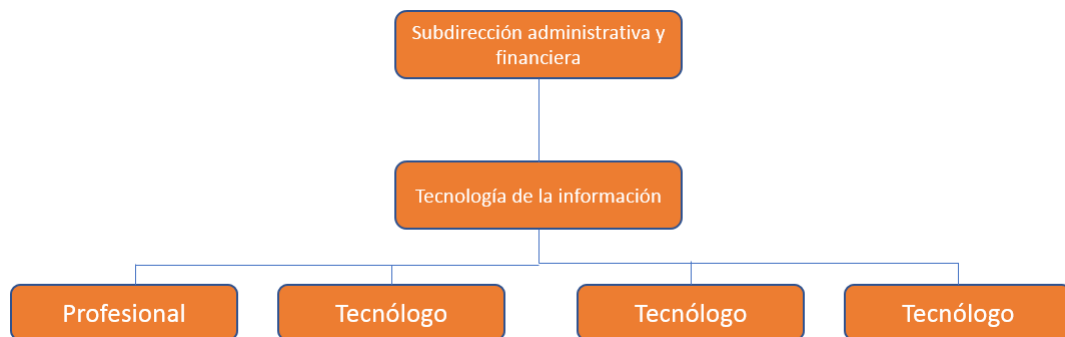 Subdirección administrativa y
financiera
Tecnología de la información
Profesional
Tecnólogo
Tecnólogo
Tecnólogo